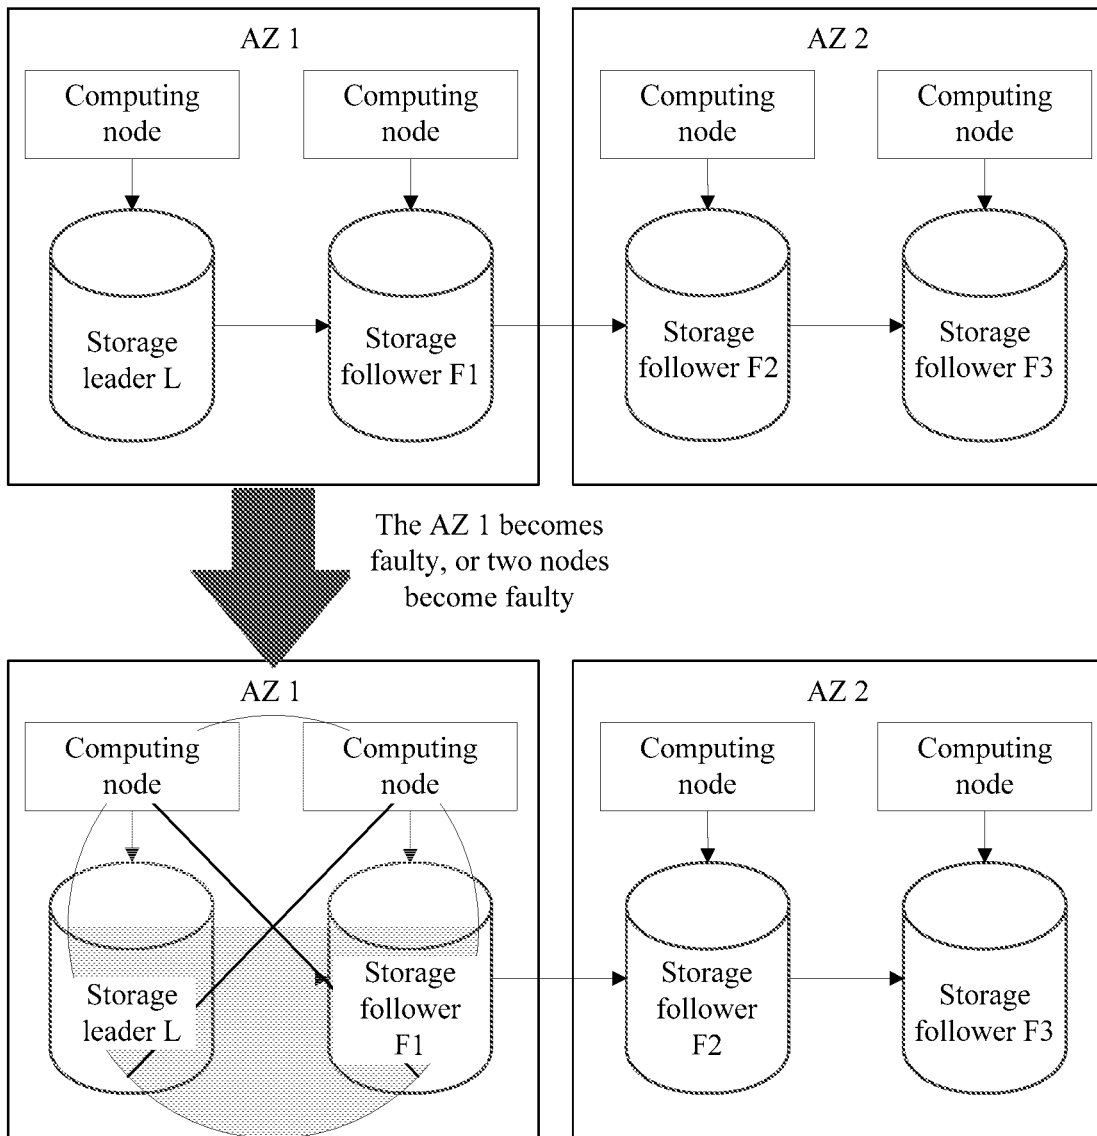 AZ 1
Computing
node
Computing
node
Storage
leader L
Storage
follower F1
AZ 2
Computing
node
Computing
node
Storage
follower F2
Storage
follower F3
The AZ 1 becomes
faulty, or two nodes
become faulty
AZ 1
Computing
node
Computing
node
Storage
leader L
Storage
follower
F1
AZ 2
Computing
node
Computing
node
Storage
follower
F2
Storage
follower F3